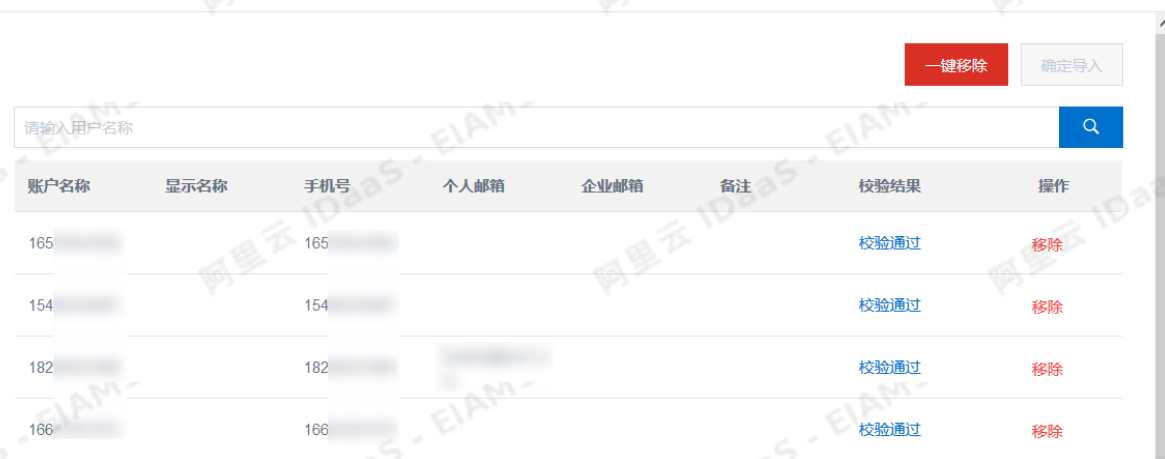 一键移除 确定导入
请输入用户名称
账户名称 显示名称 手机号 个人邮箱 企业邮箱 备注 校验结果 操作
165 165 校验通过 移除
154 154 校验通过 移除
182 182 校验通过 移除
166 166 校验通过 移除
阿里云 IDaaS - EIAM-